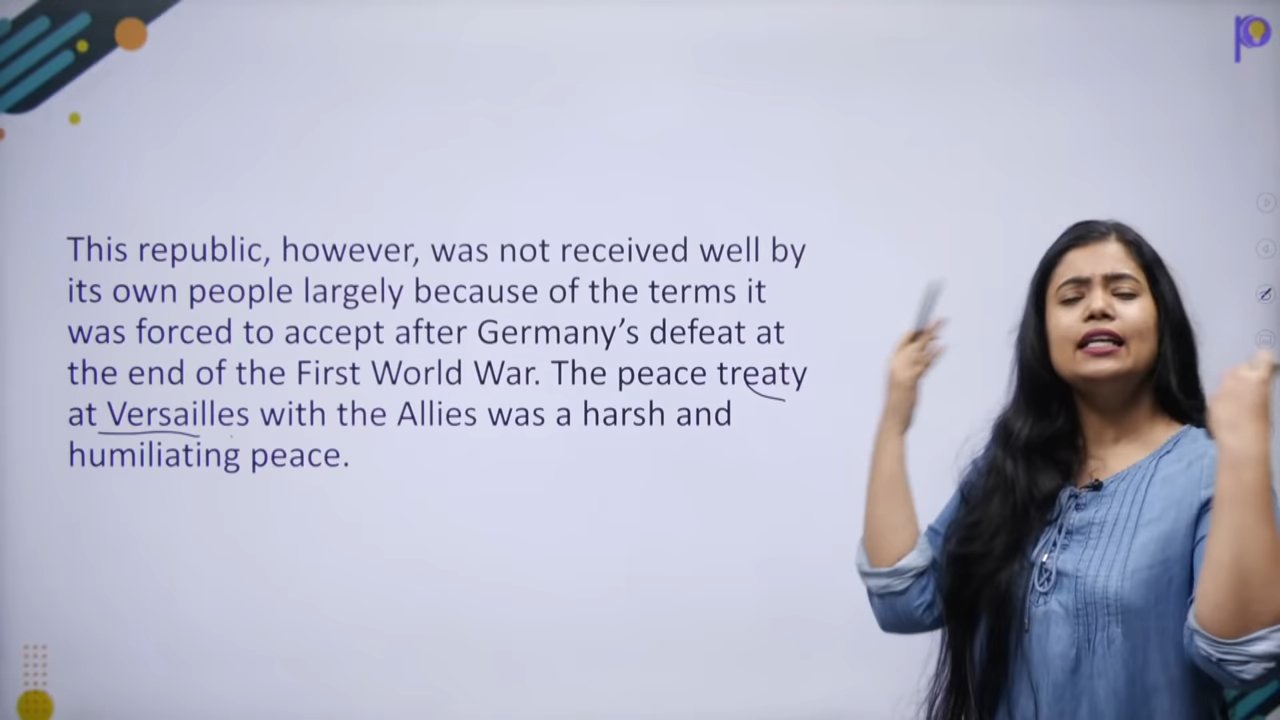 This republic, however, was not received well by
its own people largely because of the terms it
was forced to accept after Germany’s defeat at
the end of the First World War. The peace treaty
at Versailles with the Allies was a harsh and
humiliating peace.